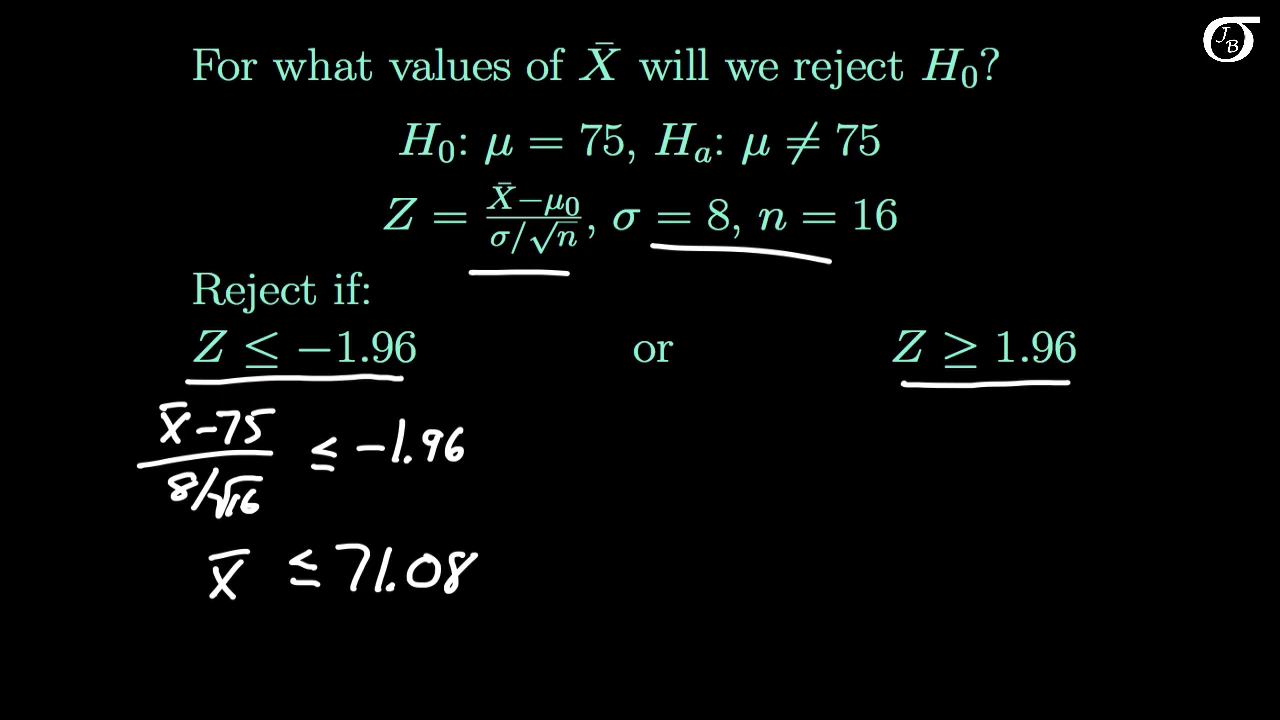 JB
For what values of X̄ will we reject H₀?
H₀: μ = 75, Hₐ: μ ≠ 75
Z = (X̄−μ₀)/(σ/√n), σ = 8, n = 16
Reject if:
Z ≤ −1.96 or Z ≥ 1.96
(X̄−75)/(8/√16) ≤ −1.96
X̄ ≤ 71.08